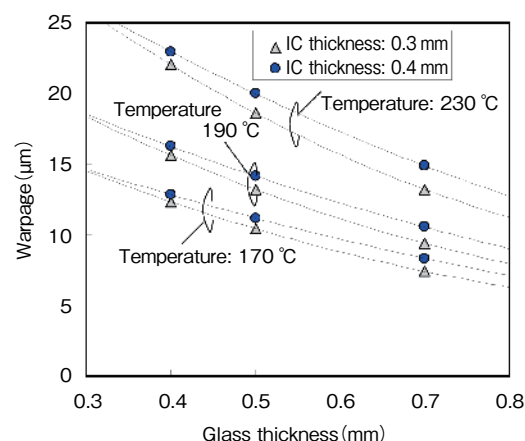 25
20
15
10
5
0
Warpage (μm)
IC thickness: 0.3 mm
IC thickness: 0.4 mm
Temperature: 230 ℃
Temperature
190 ℃
Temperature: 170 ℃
0.3 0.4 0.5 0.6 0.7 0.8
Glass thickness (mm)